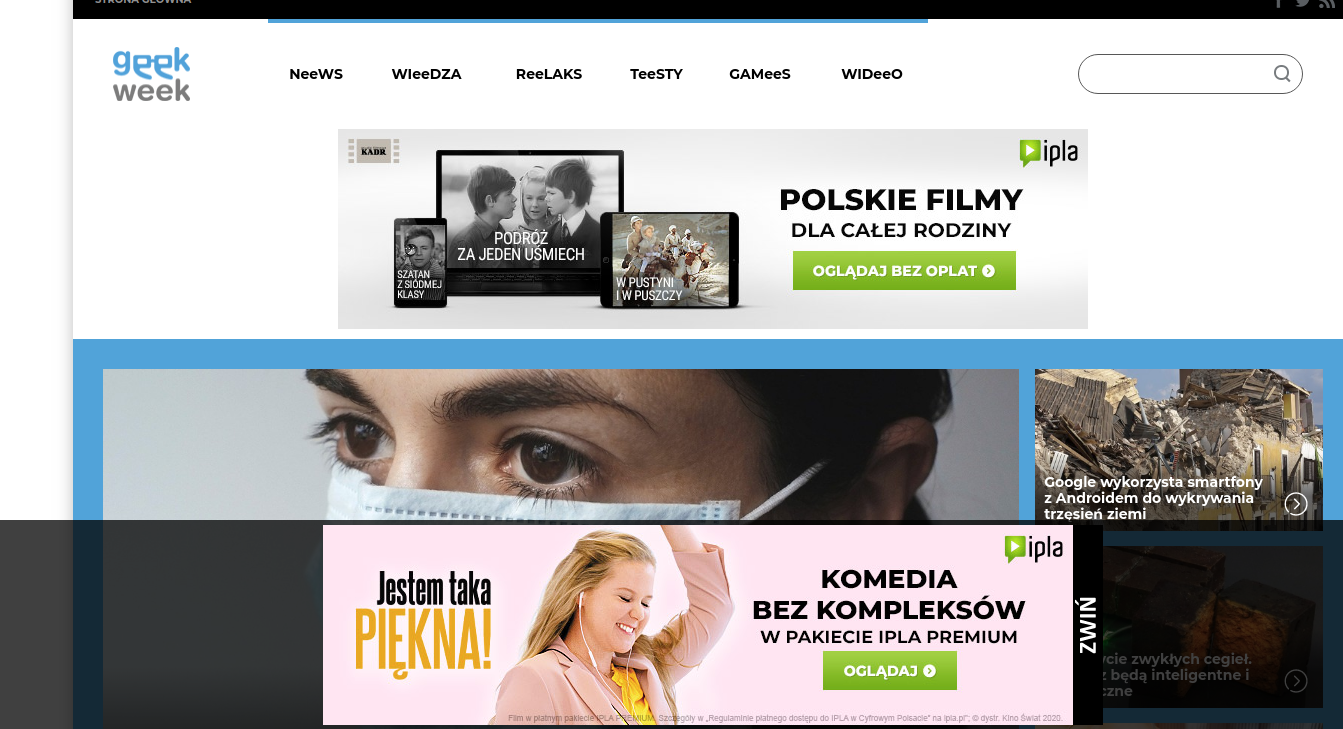 STRONA GŁÓWNA
geek
week
NeeWS WIeeDZA ReeLAKS TeeSTY GAMeeS WIDeeO
KADR
ipla
POLSKIE FILMY
DLA CAŁEJ RODZINY
OGLĄDAJ BEZ OPŁAT
PODRÓŻ
ZA JEDEN UŚMIECH
SZATAN
Z SIÓDMEJ
KLASY
W PUSTYNI
I W PUSZCZY
Google wykorzysta smartfony
z Androidem do wykrywania
trzęsień ziemi
Jestem taka
PIĘKNA!
ipla
KOMEDIA
BEZ KOMPLEKSÓW
W PAKIECIE IPLA PREMIUM
OGLĄDAJ
Film w płatnym pakiecie IPLA PREMIUM. Szczegóły w „Regulaminie płatnego dostępu do IPLA w Cyfrowym Polsacie" na ipla.pl"; © dystr. Kino Świat 2020.
ZWIŃ
ycie zwykłych cegieł.
ż będą inteligentne i
czne